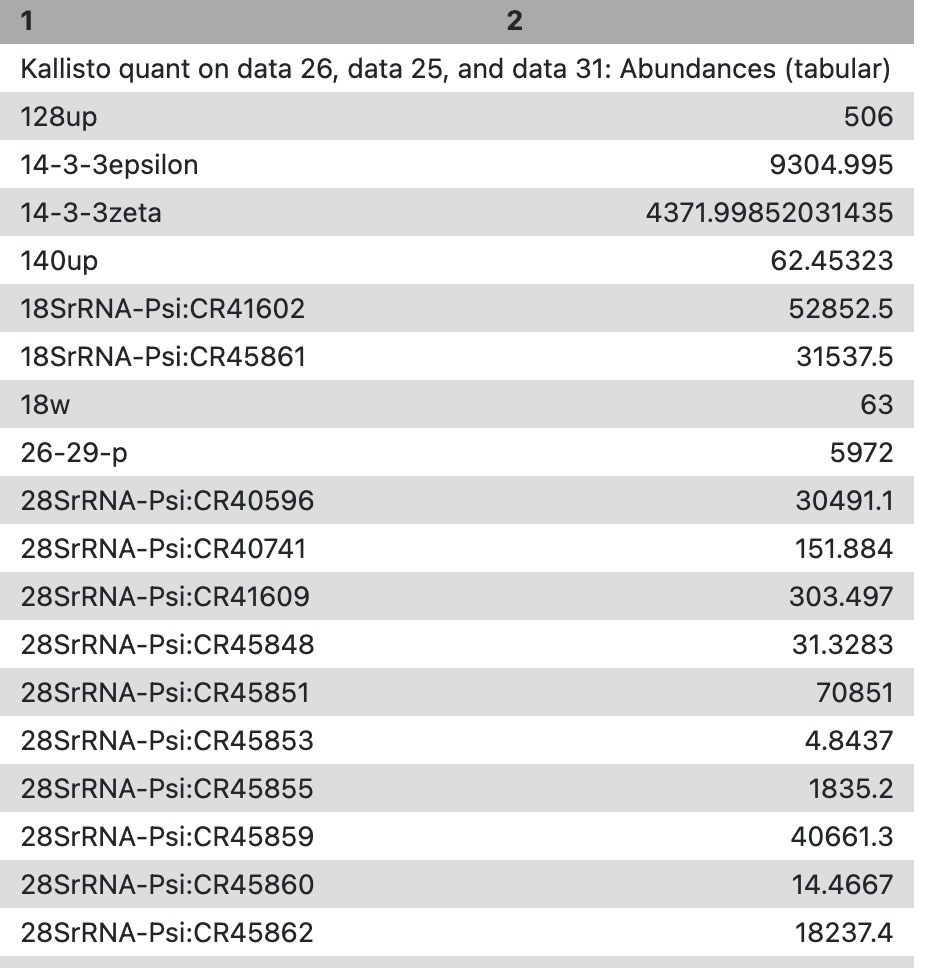 1 2
Kallisto quant on data 26, data 25, and data 31: Abundances (tabular)
128up 506
14-3-3epsilon 9304.995
14-3-3zeta 4371.99852031435
140up 62.45323
18SrRNA-Psi:CR41602 52852.5
18SrRNA-Psi:CR45861 31537.5
18w 63
26-29-p 5972
28SrRNA-Psi:CR40596 30491.1
28SrRNA-Psi:CR40741 151.884
28SrRNA-Psi:CR41609 303.497
28SrRNA-Psi:CR45848 31.3283
28SrRNA-Psi:CR45851 70851
28SrRNA-Psi:CR45853 4.8437
28SrRNA-Psi:CR45855 1835.2
28SrRNA-Psi:CR45859 40661.3
28SrRNA-Psi:CR45860 14.4667
28SrRNA-Psi:CR45862 18237.4